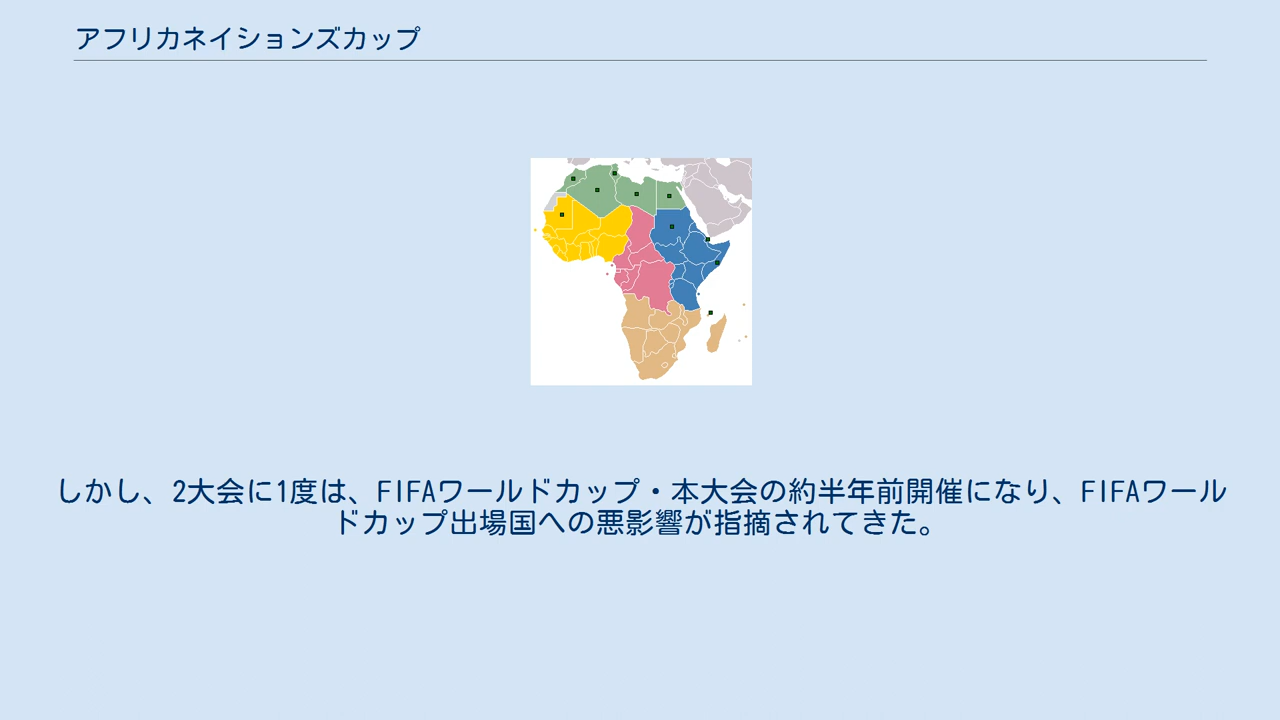 アフリカネイションズカップ
しかし、2大会に1度は、FIFAワールドカップ・本大会の約半年前開催になり、FIFAワール
ドカップ出場国への悪影響が指摘されてきた。